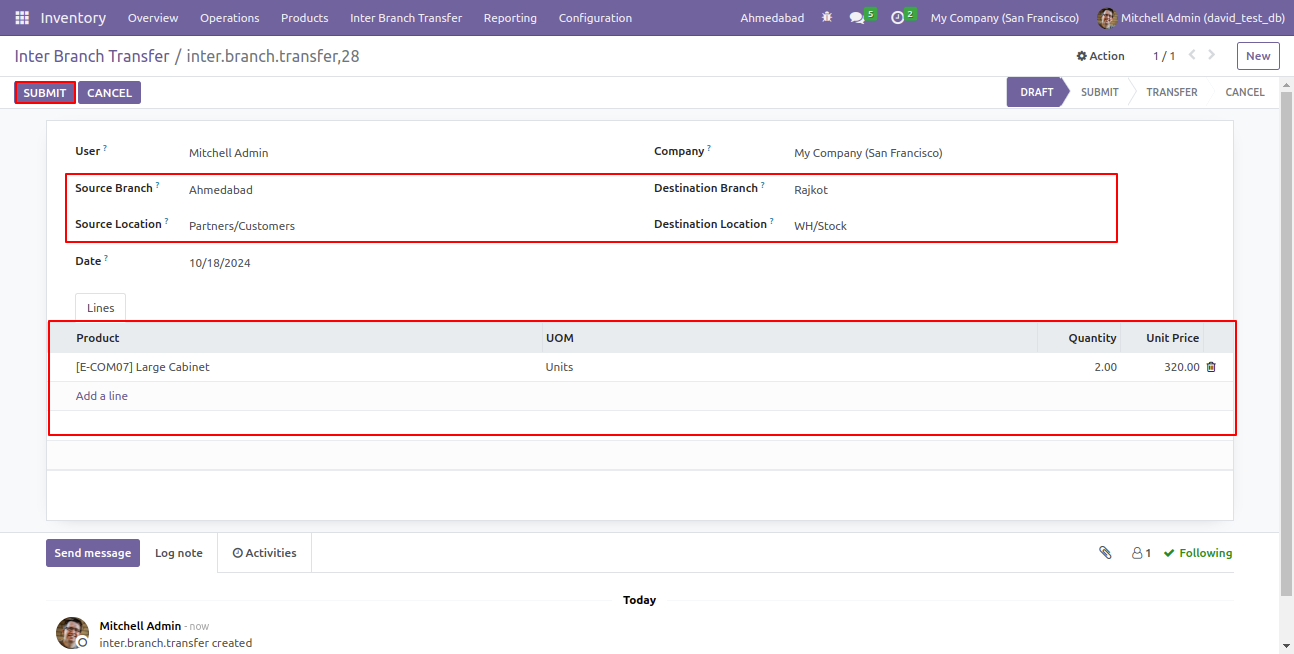 Inventory Overview Operations Products Inter Branch Transfer Reporting Configuration Ahmedabad 5 2 My Company (San Francisco) Mitchell Admin (david_test_db)
Inter Branch Transfer / inter.branch.transfer,28 Action 1 / 1 New
SUBMIT CANCEL DRAFT SUBMIT TRANSFER CANCEL
User ? Mitchell Admin Company ? My Company (San Francisco)
Source Branch ? Ahmedabad Destination Branch ? Rajkot
Source Location ? Partners/Customers Destination Location ? WH/Stock
Date ? 10/18/2024
Lines
Product UOM Quantity Unit Price
[E-COM07] Large Cabinet Units 2.00 320.00
Add a line
Send message Log note Activities 1 Following
Today
Mitchell Admin - now
inter.branch.transfer created